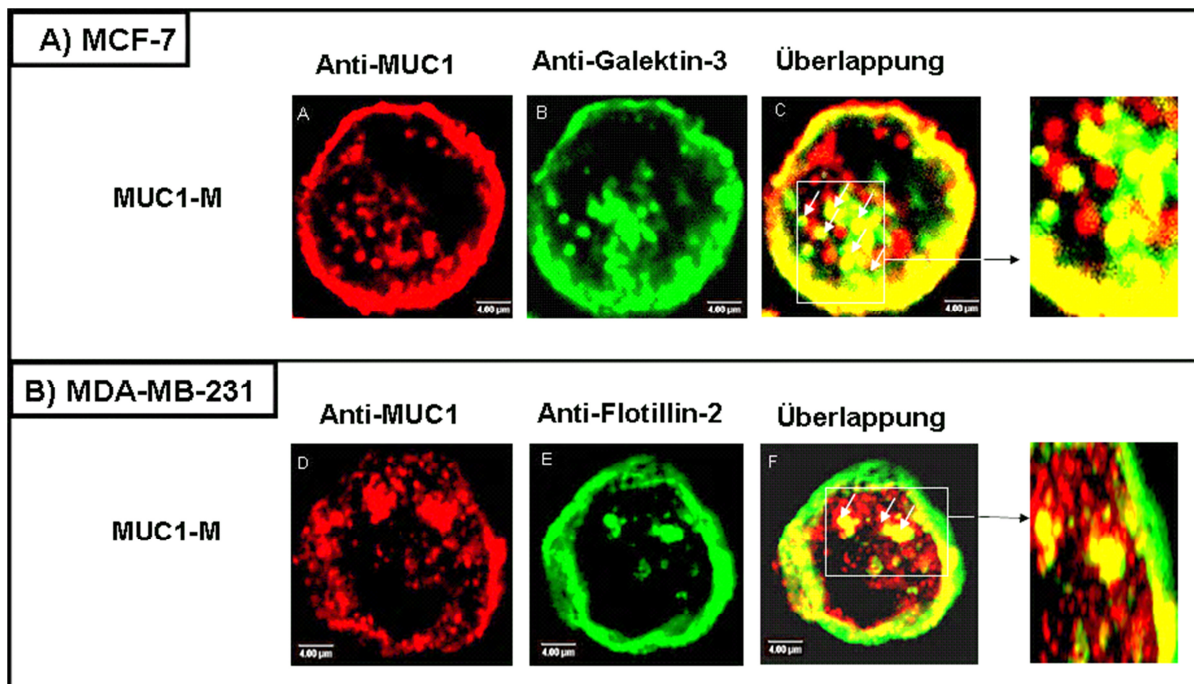 A) MCF-7
Anti-MUC1 Anti-Galektin-3 Überlappung
MUC1-M
A B C
4.00 µm 4.00 µm 4.00 µm
B) MDA-MB-231
Anti-MUC1 Anti-Flotillin-2 Überlappung
MUC1-M
D E F
4.00 µm 4.00 µm 4.00 µm